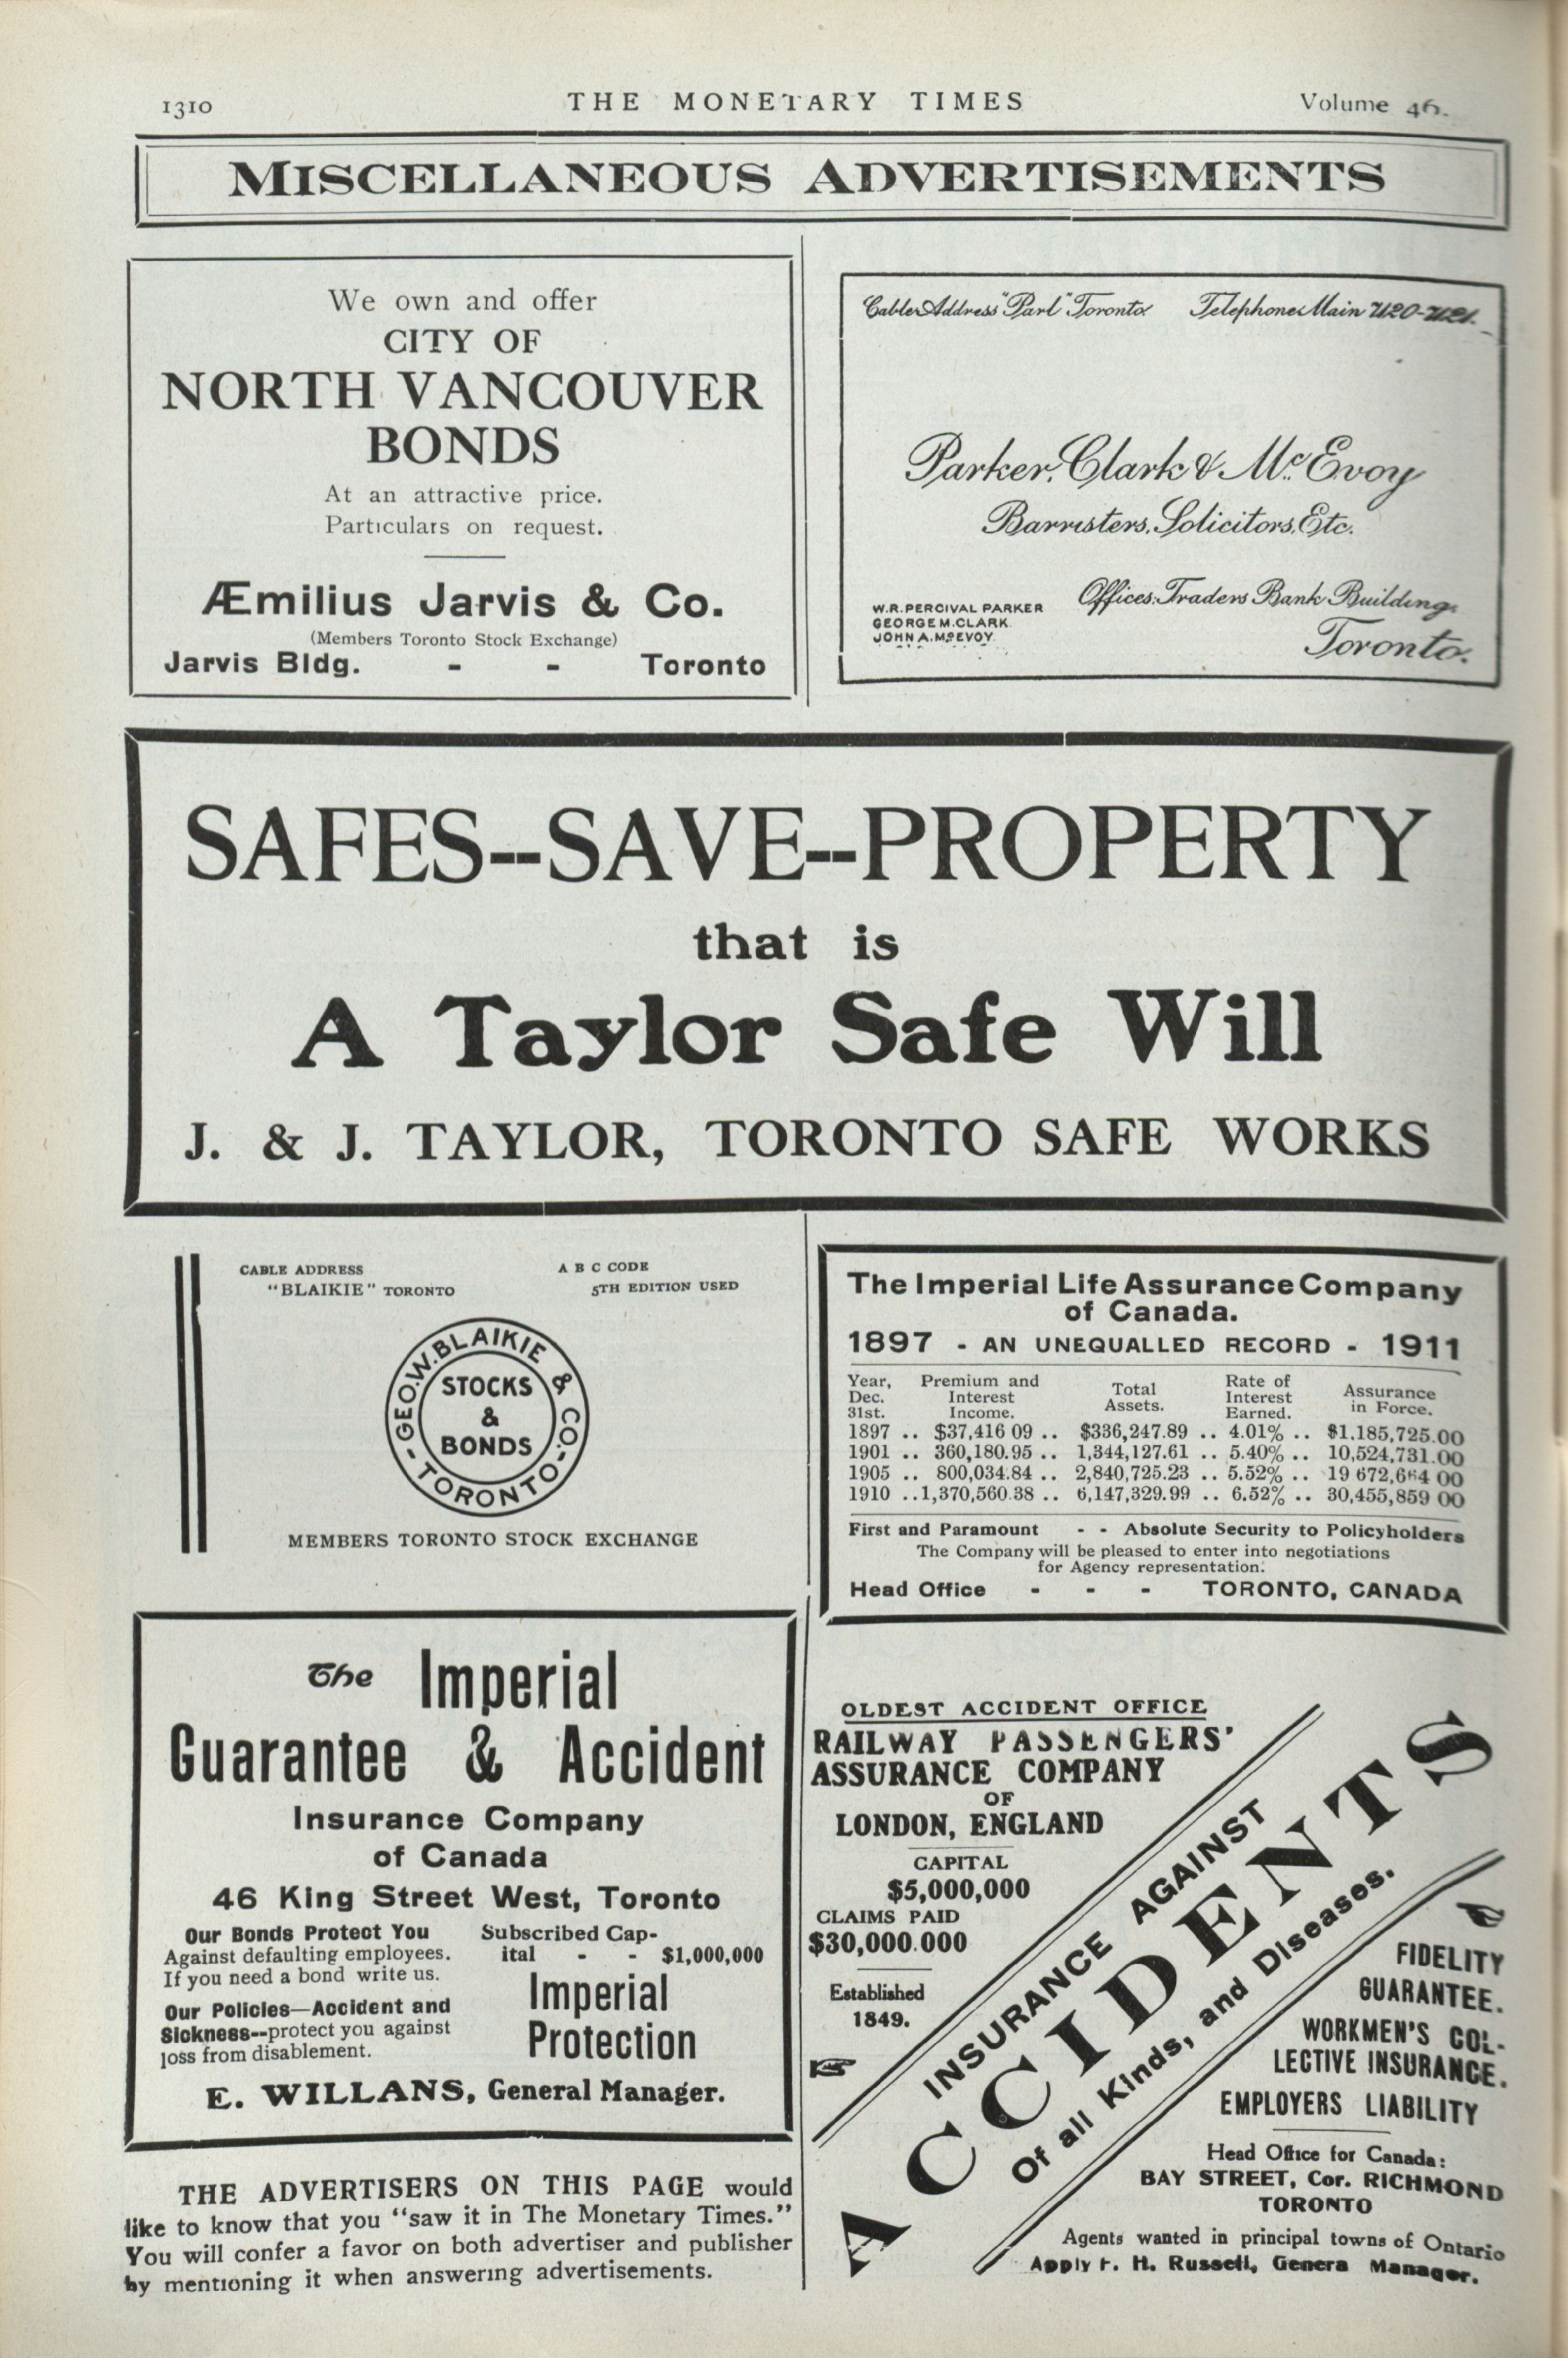 1310
THE MONETARY TIMES
Volume 46.
MISCELLANEOUS ADVERTISEMENTS
We own and offer
CITY OF
NORTH VANCOUVER
BONDS
At an attractive price.
Particulars on request.
Æmilius Jarvis & Co.
(Members Toronto Stock Exchange)
Jarvis Bldg. - - Toronto
Cable Address "Parl" Toronto. Telephones Main 7120-7121.
Parker, Clark & McEvoy
Barristers, Solicitors, Etc.
W.R.PERCIVAL PARKER
GEORGE M.CLARK.
JOHN A.McEVOY.
Offices: Traders Bank Building.
Toronto.
SAFES--SAVE--PROPERTY
that is
A Taylor Safe Will
J. & J. TAYLOR, TORONTO SAFE WORKS
CABLE ADDRESS
"BLAIKIE" TORONTO
A B C CODE
5TH EDITION USED
GEO.W.BLAIKIE & CO.
STOCKS
&
BONDS
-TORONTO-
MEMBERS TORONTO STOCK EXCHANGE
The Imperial Life Assurance Company
of Canada.
1897 - AN UNEQUALLED RECORD - 1911
Year, Dec. 31st. Premium and Interest Income. Total Assets. Rate of Interest Earned. Assurance in Force.
1897 .. $37,416 09 .. $336,247.89 .. 4.01% .. $1,185,725.00
1901 .. 360,180.95 .. 1,344,127.61 .. 5.40% .. 10,524,731.00
1905 .. 800,034.84 .. 2,840,725.23 .. 5.52% .. 19 672,664 00
1910 ..1,370,560.38 .. 6,147,329.99 .. 6.52% .. 30,455,859 00
First and Paramount - - Absolute Security to Policyholders
The Company will be pleased to enter into negotiations
for Agency representation.
Head Office - - - TORONTO, CANADA
The Imperial
Guarantee & Accident
Insurance Company
of Canada
46 King Street West, Toronto
Our Bonds Protect You
Against defaulting employees.
If you need a bond write us.
Our Policies—Accident and
Sickness--protect you against
loss from disablement.
Subscribed Cap-
ital - - $1,000,000
Imperial
Protection
E. WILLANS, General Manager.
THE ADVERTISERS ON THIS PAGE would
like to know that you "saw it in The Monetary Times."
You will confer a favor on both advertiser and publisher
by mentioning it when answering advertisements.
OLDEST ACCIDENT OFFICE
RAILWAY PASSENGERS'
ASSURANCE COMPANY
OF
LONDON, ENGLAND
CAPITAL
$5,000,000
CLAIMS PAID
$30,000.000
Established
1849.
INSURANCE AGAINST
ACCIDENTS
Of all Kinds, and Diseases.
FIDELITY
GUARANTEE.
WORKMEN'S COL-
LECTIVE INSURANCE.
EMPLOYERS LIABILITY
Head Office for Canada:
BAY STREET, Cor. RICHMOND
TORONTO
Agents wanted in principal towns of Ontario
Apply F. H. Russell, Genera Manager.